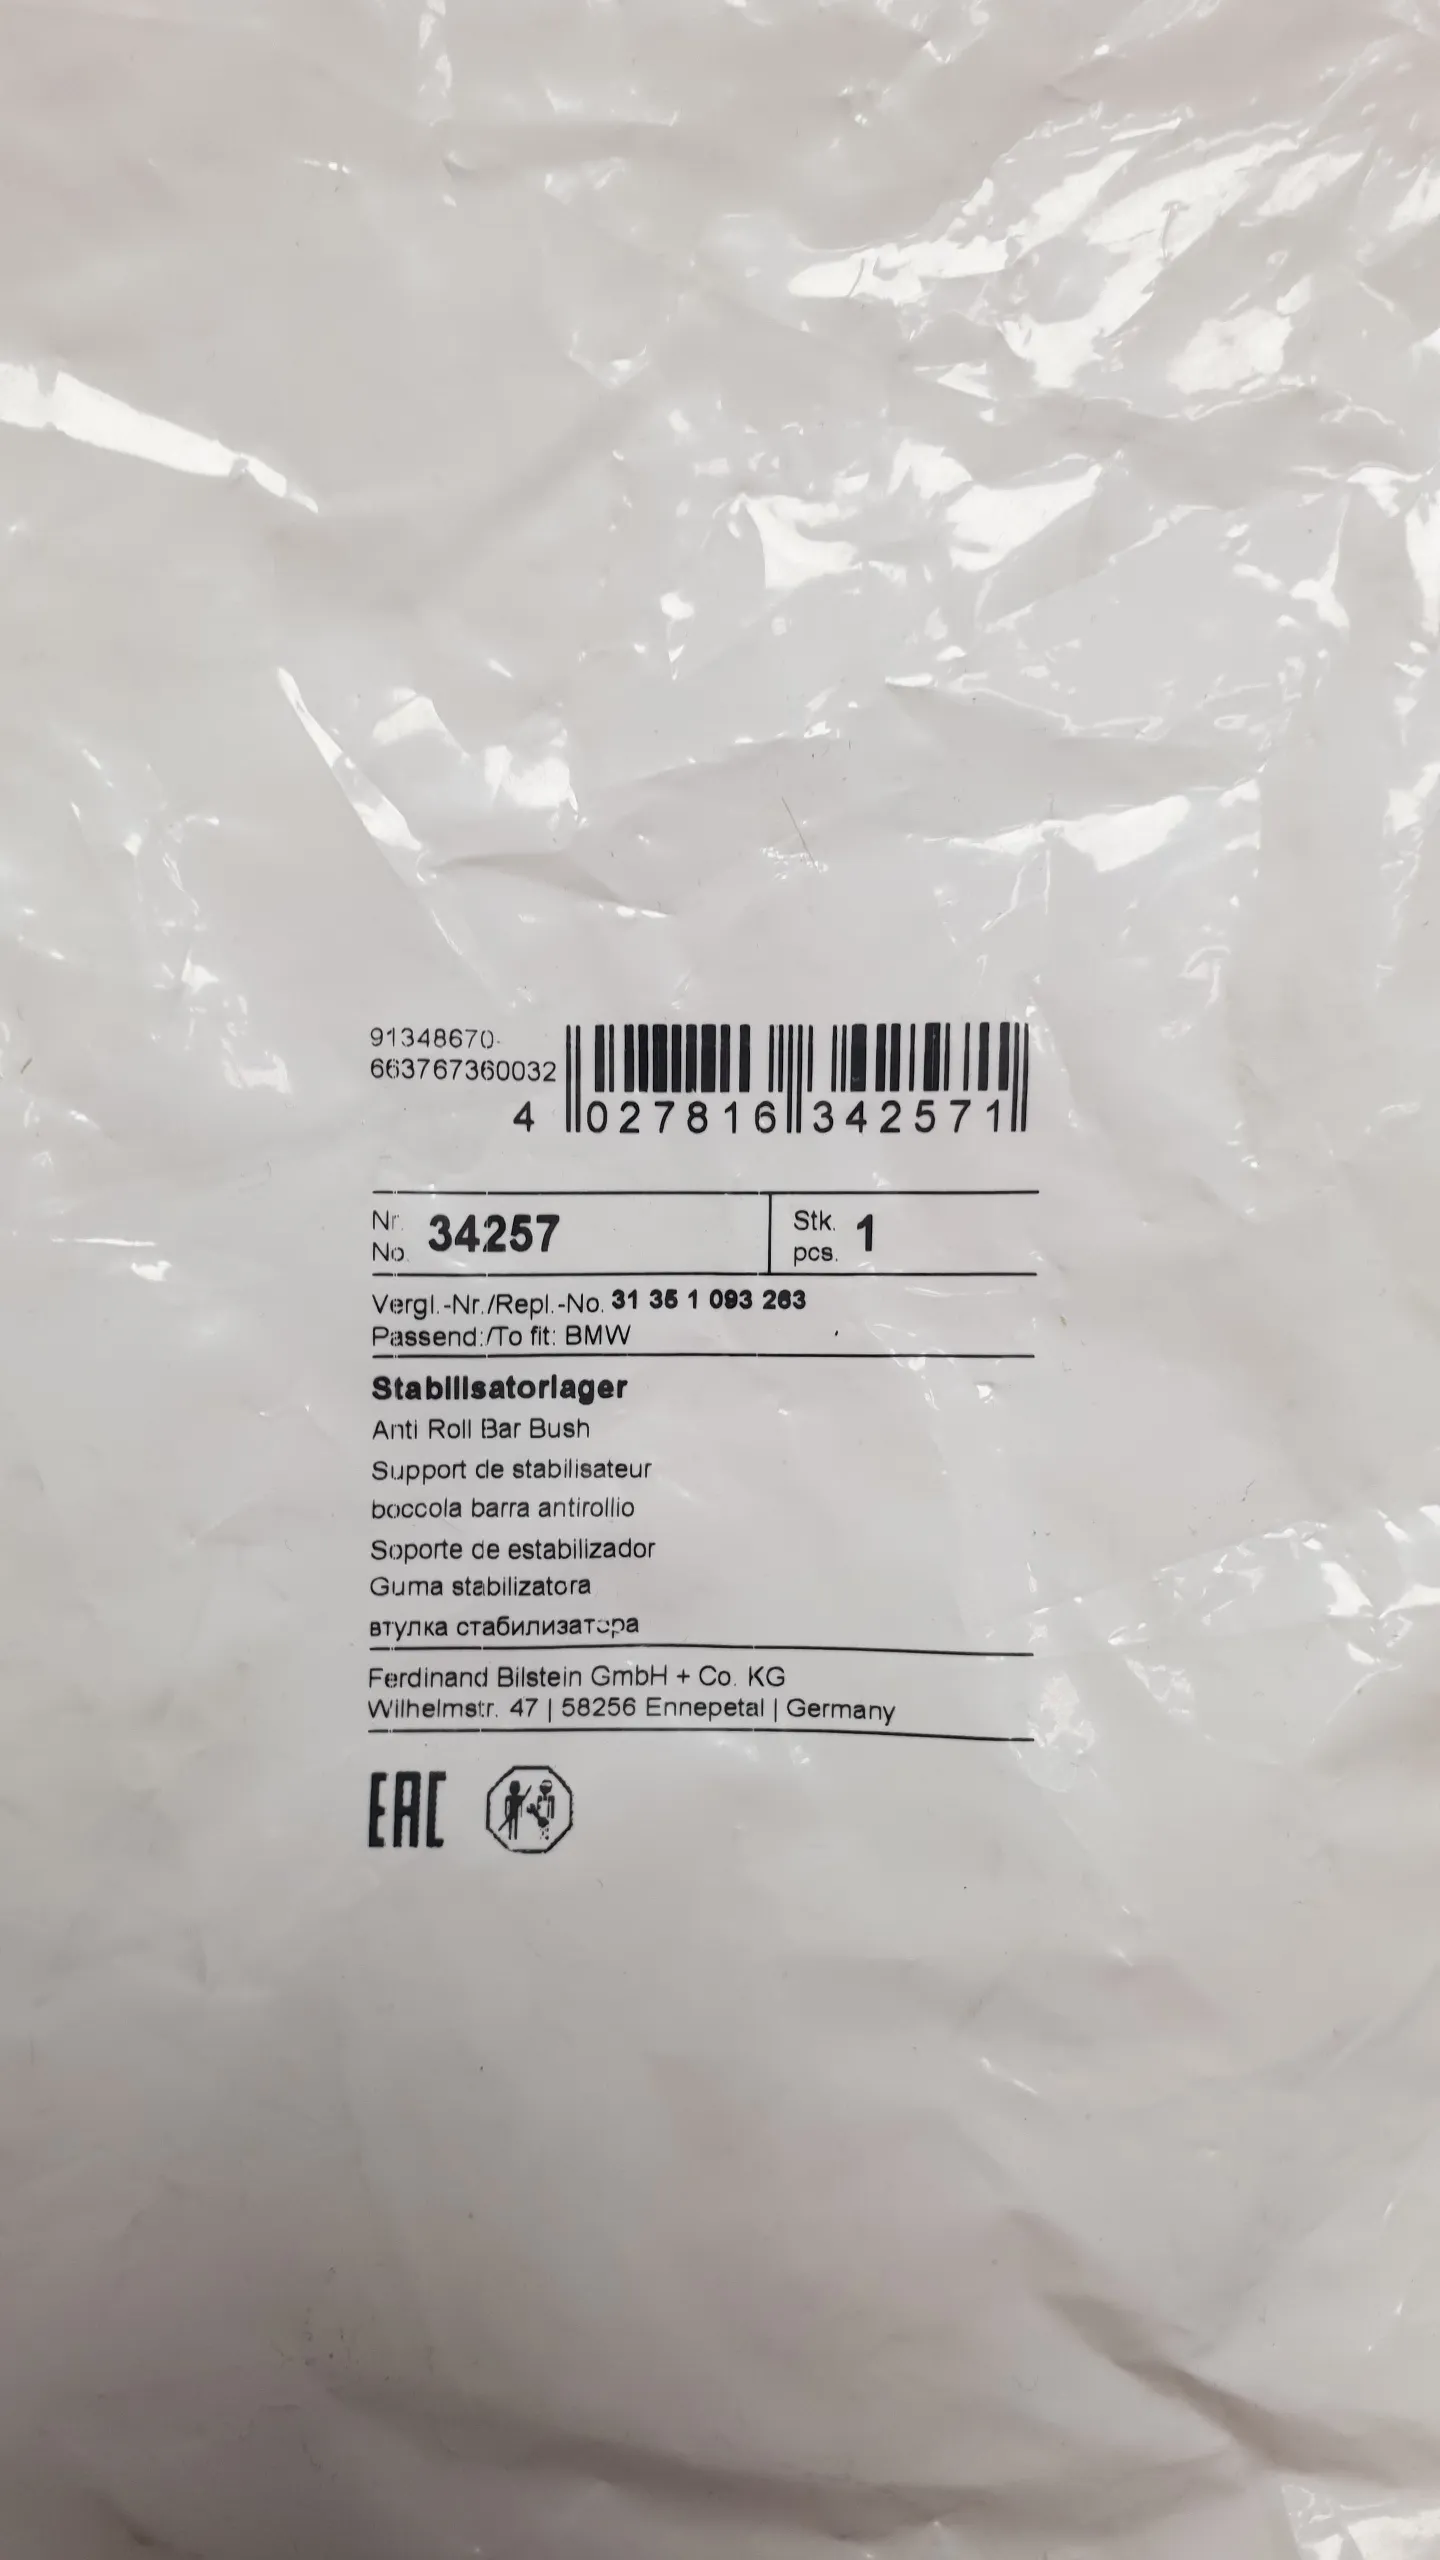 91348670-
663767360032
4 027816 342571
Nr. 34257 Stk. 1
No. pcs.
Vergl.-Nr./Repl.-No. 31 35 1 093 263
Passend:/To fit: BMW
Stabilisatorlager
Anti Roll Bar Bush
Support de stabilisateur
boccola barra antirollio
Soporte de estabilizador
Guma stabilizatora
втулка стабилизатора
Ferdinand Bilstein GmbH + Co. KG
Wilhelmstr. 47 | 58256 Ennepetal | Germany
EAC